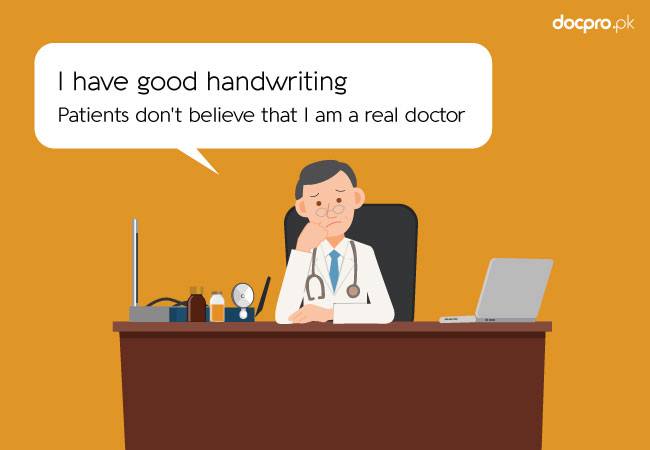 docpro.pk
I have good handwriting
Patients don't believe that I am a real doctor